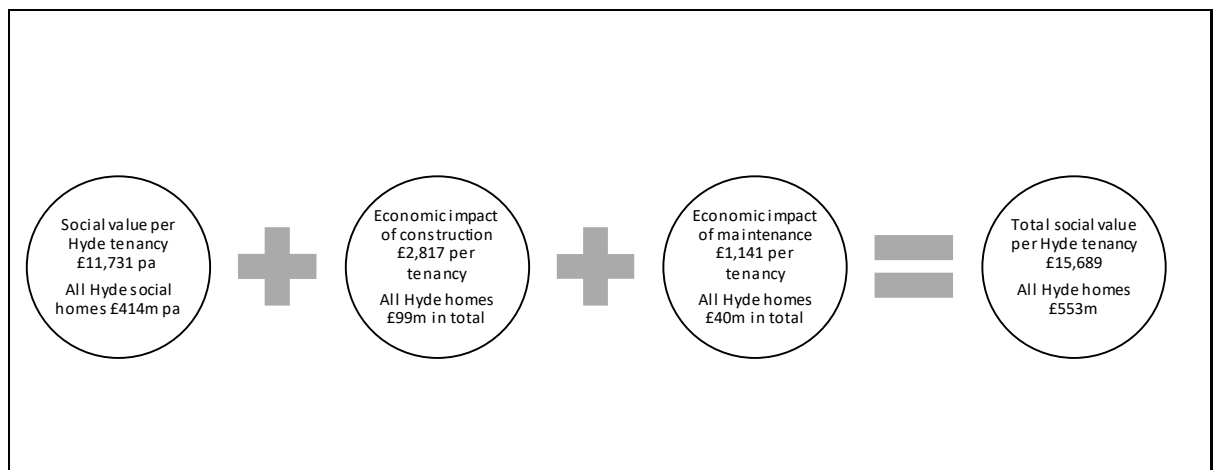 Social value per
Hyde tenancy
£11,731 pa
All Hyde social
homes £414m pa
Economic impact
of construction
£2,817 per
tenancy
All Hyde homes
£99m in total
Economic impact
of maintenance
£1,141 per
tenancy
All Hyde homes
£40m in total
Total social value
per Hyde tenancy
£15,689
All Hyde homes
£553m